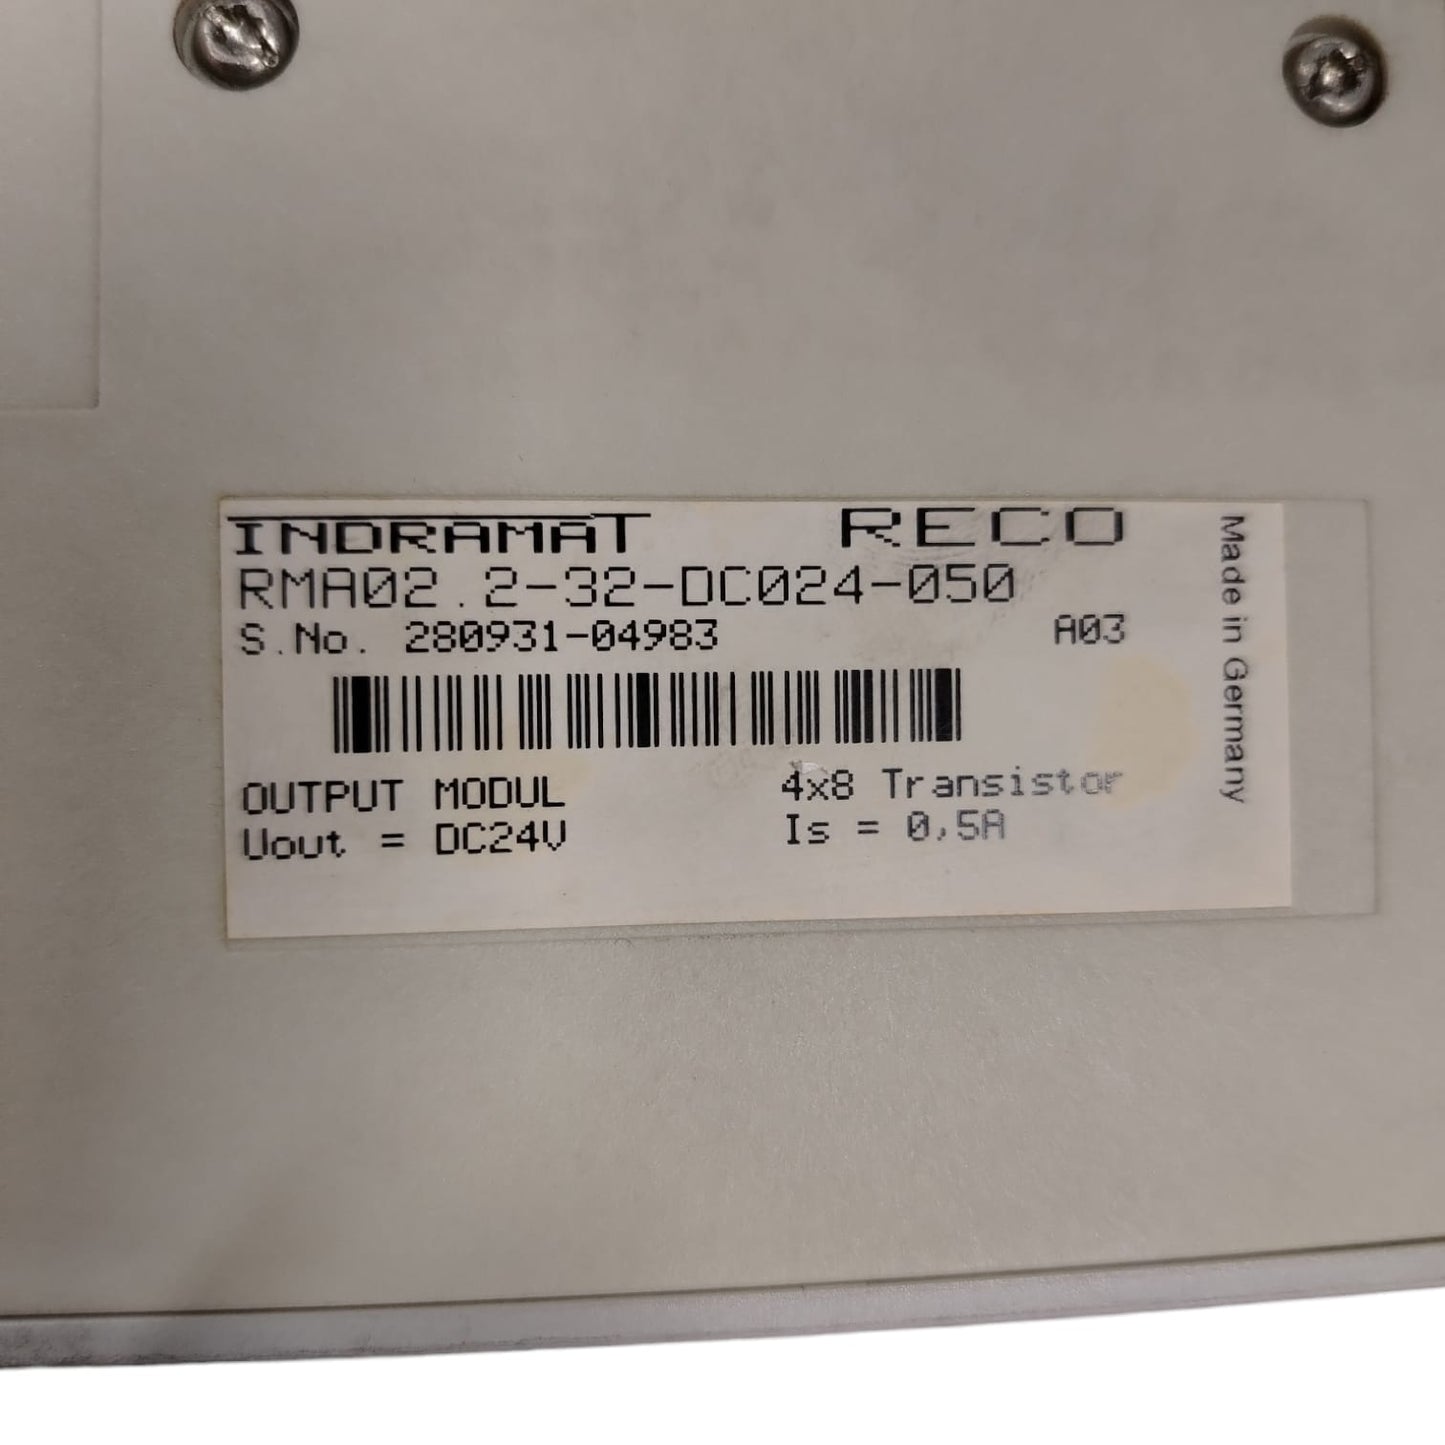 INDRAMAT RECO
RMA02.2-32-DC024-050
S.No. 280931-04983 A03
OUTPUT MODUL 4x8 Transistor
Uout = DC24V Is = 0,5A
Made in Germany